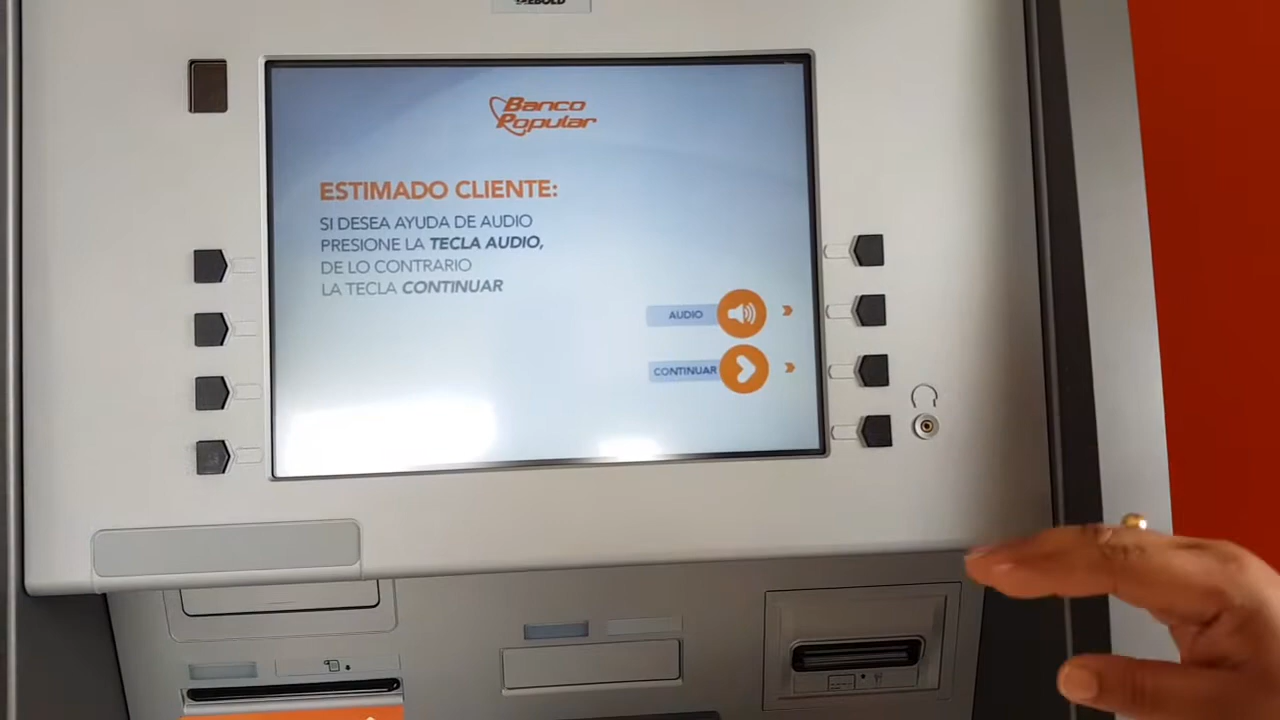 DIEBOLD
Banco
Popular
ESTIMADO CLIENTE:
SI DESEA AYUDA DE AUDIO
PRESIONE LA TECLA AUDIO,
DE LO CONTRARIO
LA TECLA CONTINUAR
AUDIO
CONTINUAR